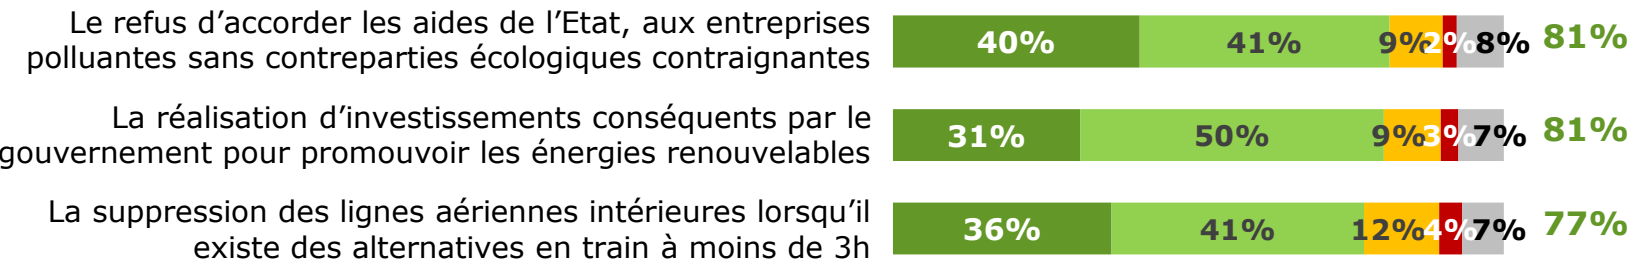 Le refus d’accorder les aides de l’Etat, aux entreprises
polluantes sans contreparties écologiques contraignantes
40% 41% 9% 2% 8% 81%
La réalisation d’investissements conséquents par le
gouvernement pour promouvoir les énergies renouvelables
31% 50% 9% 3% 7% 81%
La suppression des lignes aériennes intérieures lorsqu’il
existe des alternatives en train à moins de 3h
36% 41% 12% 4% 7% 77%